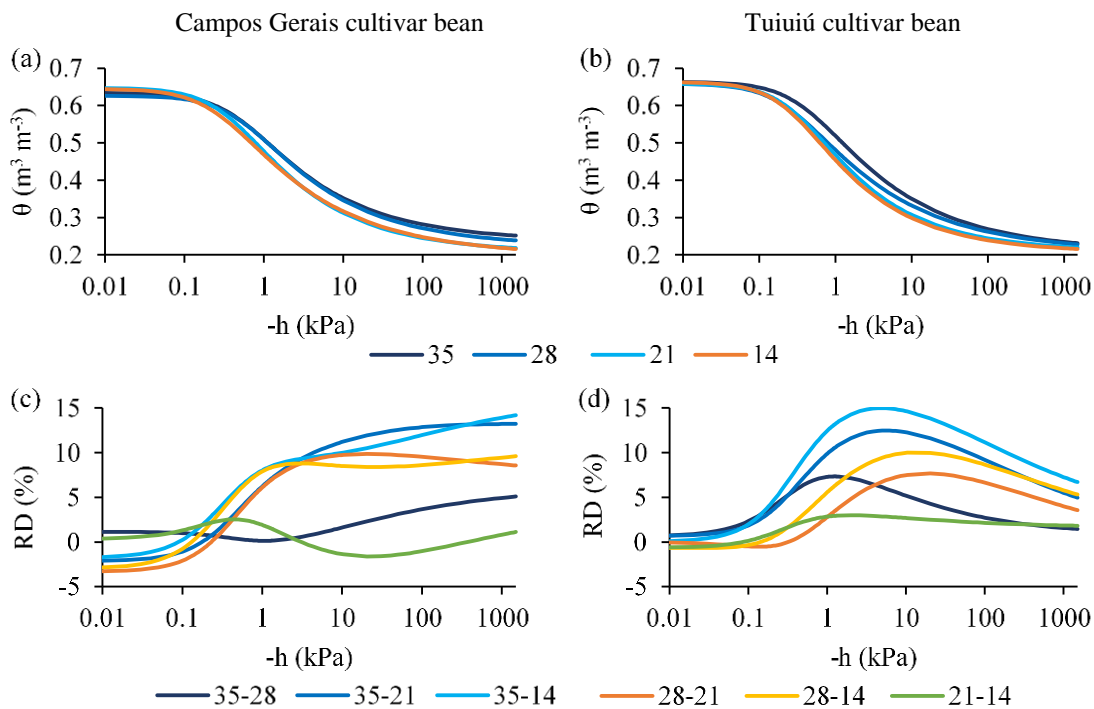 Campos Gerais cultivar bean
Tuiuiú cultivar bean
(a)
0.7
0.6
0.5
0.4
0.3
0.2
θ (m³ m⁻³)
0.01 0.1 1 10 100 1000
-h (kPa)
(b)
0.7
0.6
0.5
0.4
0.3
0.2
θ (m³ m⁻³)
0.01 0.1 1 10 100 1000
-h (kPa)
35 28 21 14
(c)
15
10
5
0
-5
RD (%)
0.01 0.1 1 10 100 1000
-h (kPa)
(d)
15
10
5
0
-5
RD (%)
0.01 0.1 1 10 100 1000
-h (kPa)
35-28 35-21 35-14 28-21 28-14 21-14